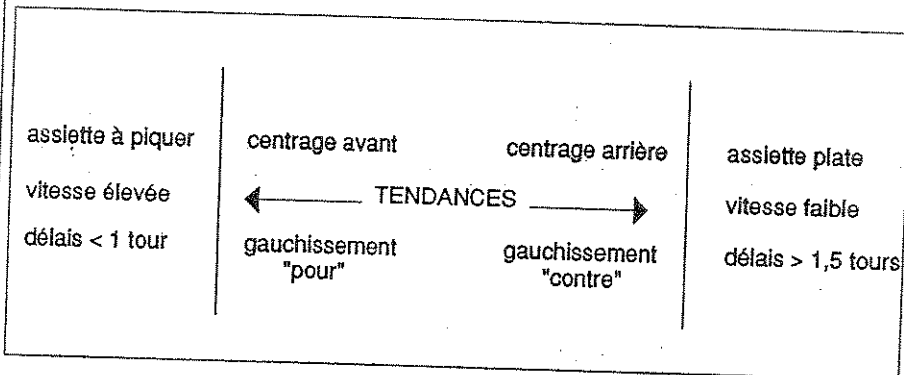 assiette à piquer
vitesse élevée
délais < 1 tour
centrage avant
centrage arrière
TENDANCES
gauchissement
"pour"
gauchissement
"contre"
assiette plate
vitesse faible
délais > 1,5 tours